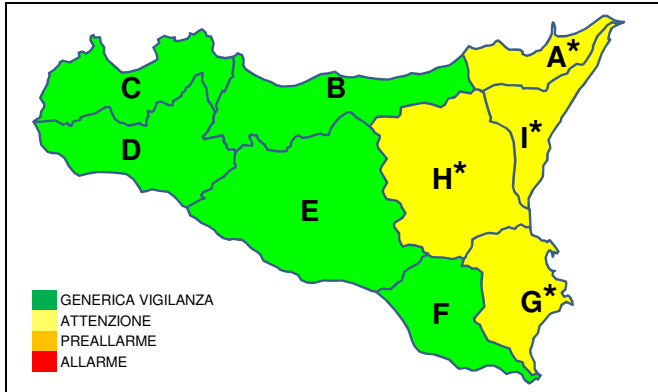 A*
C
B
I*
D
H*
E
G*
F
GENERICA VIGILANZA
ATTENZIONE
PREALLARME
ALLARME